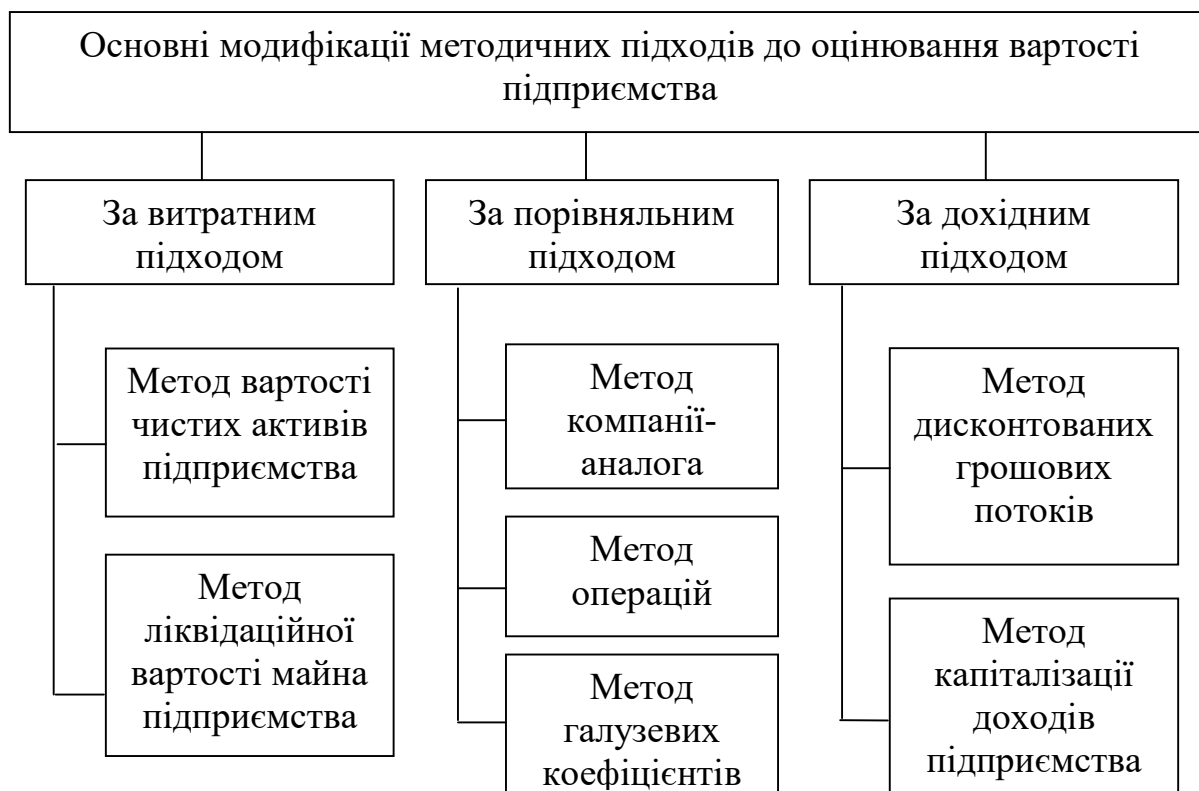 Основні модифікації методичних підходів до оцінювання вартості
підприємства
За витратним
підходом
За порівняльним
підходом
За дохідним
підходом
Метод вартості
чистих активів
підприємства
Метод
ліквідаційної
вартості майна
підприємства
Метод
компанії-
аналога
Метод
операцій
Метод
галузевих
коефіцієнтів
Метод
дисконтованих
грошових
потоків
Метод
капіталізації
доходів
підприємства